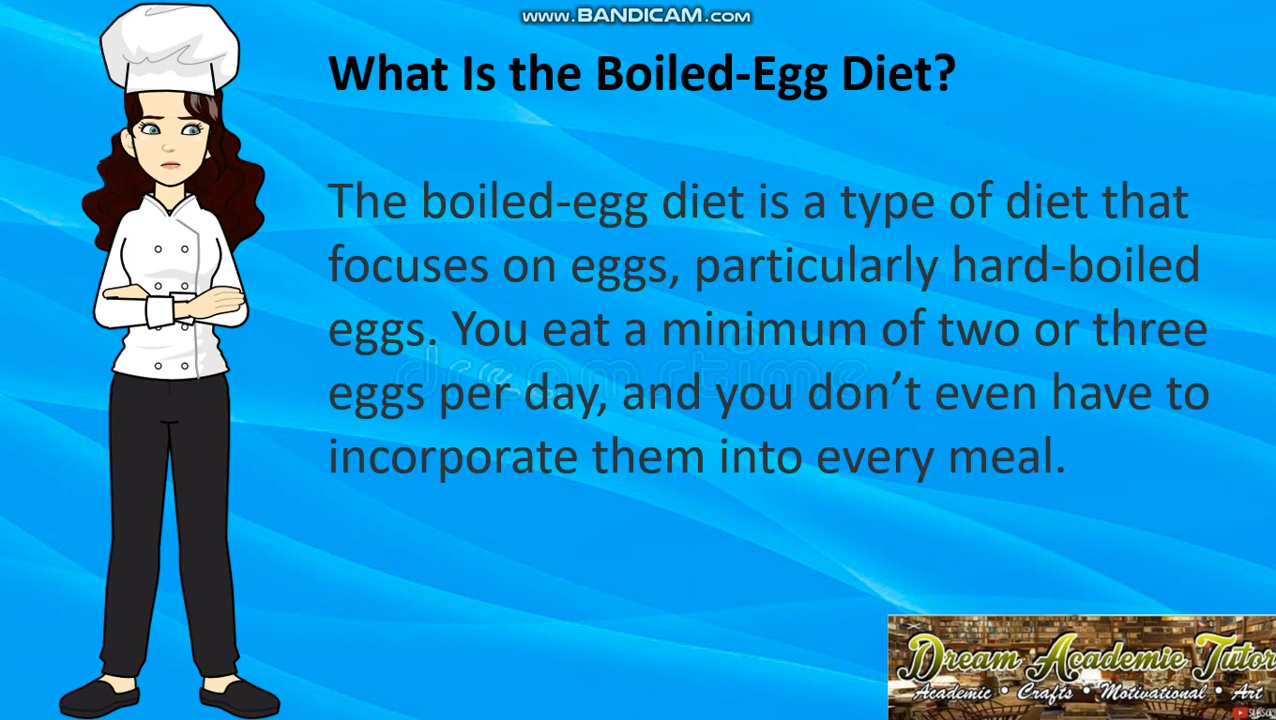 www.BANDICAM.com
What Is the Boiled-Egg Diet?
The boiled-egg diet is a type of diet that
focuses on eggs, particularly hard-boiled
eggs. You eat a minimum of two or three
eggs per day, and you don’t even have to
incorporate them into every meal.
dreamstime
Dream Academic Tutor
Academic • Crafts • Motivational • Art